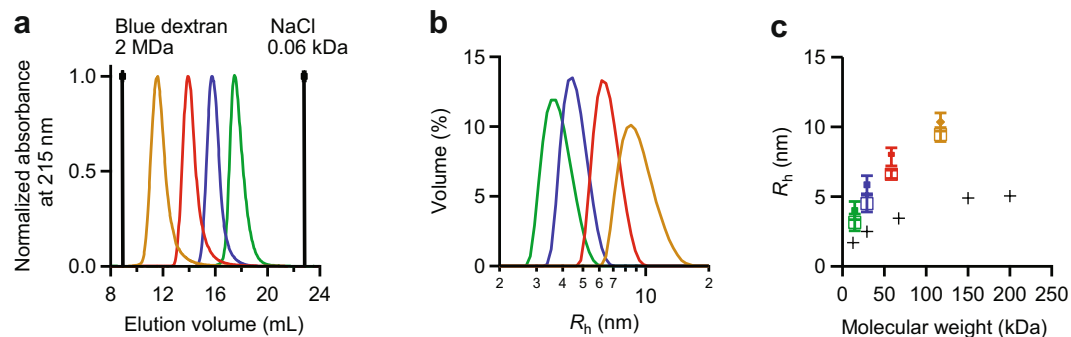 a
Blue dextran
2 MDa
NaCl
0.06 kDa
Normalized absorbance
at 215 nm
1.0
0.5
0.0
8 12 16 20 24
Elution volume (mL)
b
Volume (%)
15
10
5
0
2 3 4 5 6 7 10 2
Rh (nm)
c
Rh (nm)
15
10
5
0
0 50 100 150 200 250
Molecular weight (kDa)